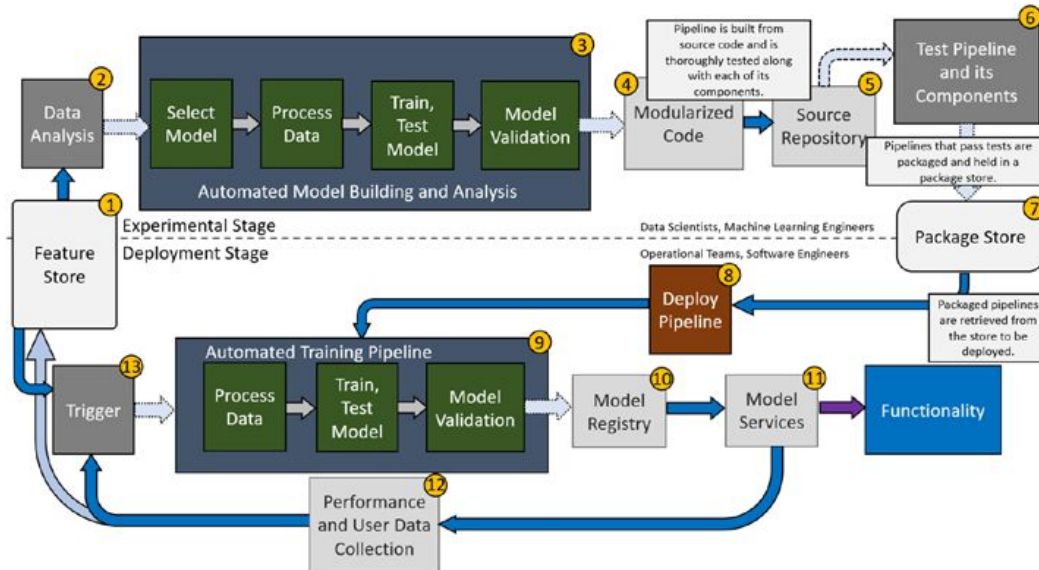 1
Feature
Store
2
Data
Analysis
3
Select
Model
Process
Data
Train,
Test
Model
Model
Validation
Automated Model Building and Analysis
4
Modularized
Code
Pipeline is built from
source code and is
thoroughly tested along
with each of its
components.
5
Source
Repository
6
Test Pipeline
and its
Components
Pipelines that pass tests are
packaged and held in a
package store.
7
Package Store
Experimental Stage
Data Scientists, Machine Learning Engineers
Deployment Stage
Operational Teams, Software Engineers
8
Deploy
Pipeline
Packaged pipelines
are retrieved from
the store to be
deployed.
9
Automated Training Pipeline
Process
Data
Train,
Test
Model
Model
Validation
10
Model
Registry
11
Model
Services
Functionality
12
Performance
and User Data
Collection
13
Trigger